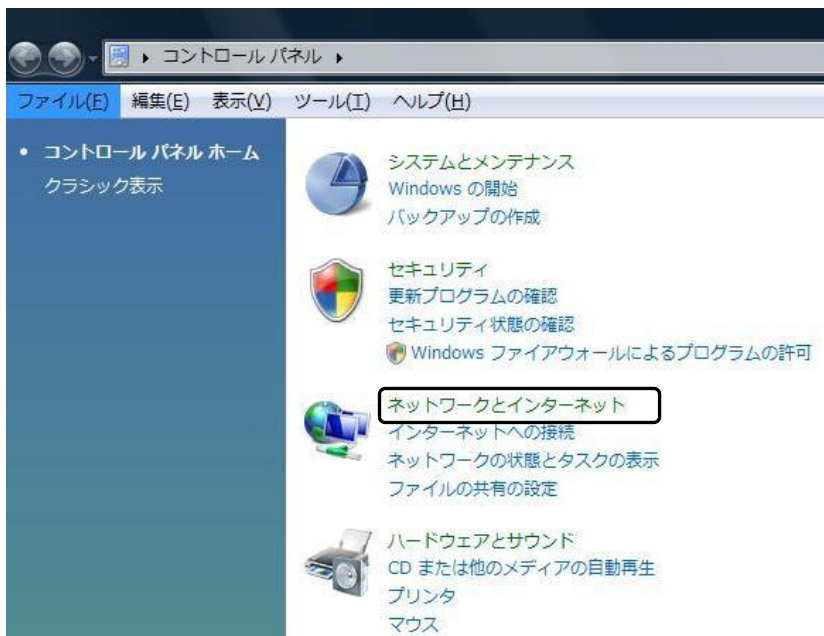 コントロール パネル
ファイル(F) 編集(E) 表示(V) ツール(T) ヘルプ(H)
コントロール パネル ホーム
クラシック表示
システムとメンテナンス
Windows の開始
バックアップの作成
セキュリティ
更新プログラムの確認
セキュリティ状態の確認
Windows ファイアウォールによるプログラムの許可
ネットワークとインターネット
インターネットへの接続
ネットワークの状態とタスクの表示
ファイルの共有の設定
ハードウェアとサウンド
CD または他のメディアの自動再生
プリンタ
マウス